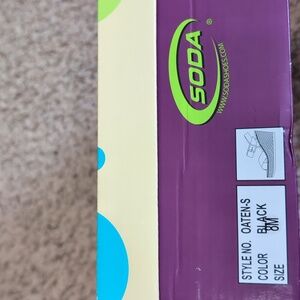 SODA ®
WWW.SODASHOES.COM
STYLE NO. OATEN-S
COLOR BLACK
SIZE 8M